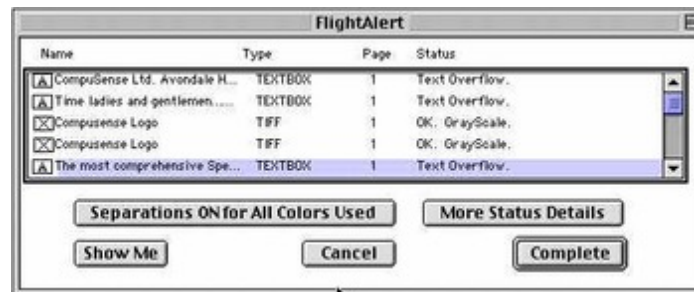 FlightAlert
Name Type Page Status
CompuSense Ltd. Avondale H... TEXTBOX 1 Text Overflow.
Time ladies and gentlemen...... TEXTBOX 1 Text Overflow.
Compusense Logo TIFF 1 OK. GrayScale.
Compusense Logo TIFF 1 OK. GrayScale.
The most comprehensive Spe... TEXTBOX 1 Text Overflow.
Separations ON for All Colors Used More Status Details
Show Me Cancel Complete